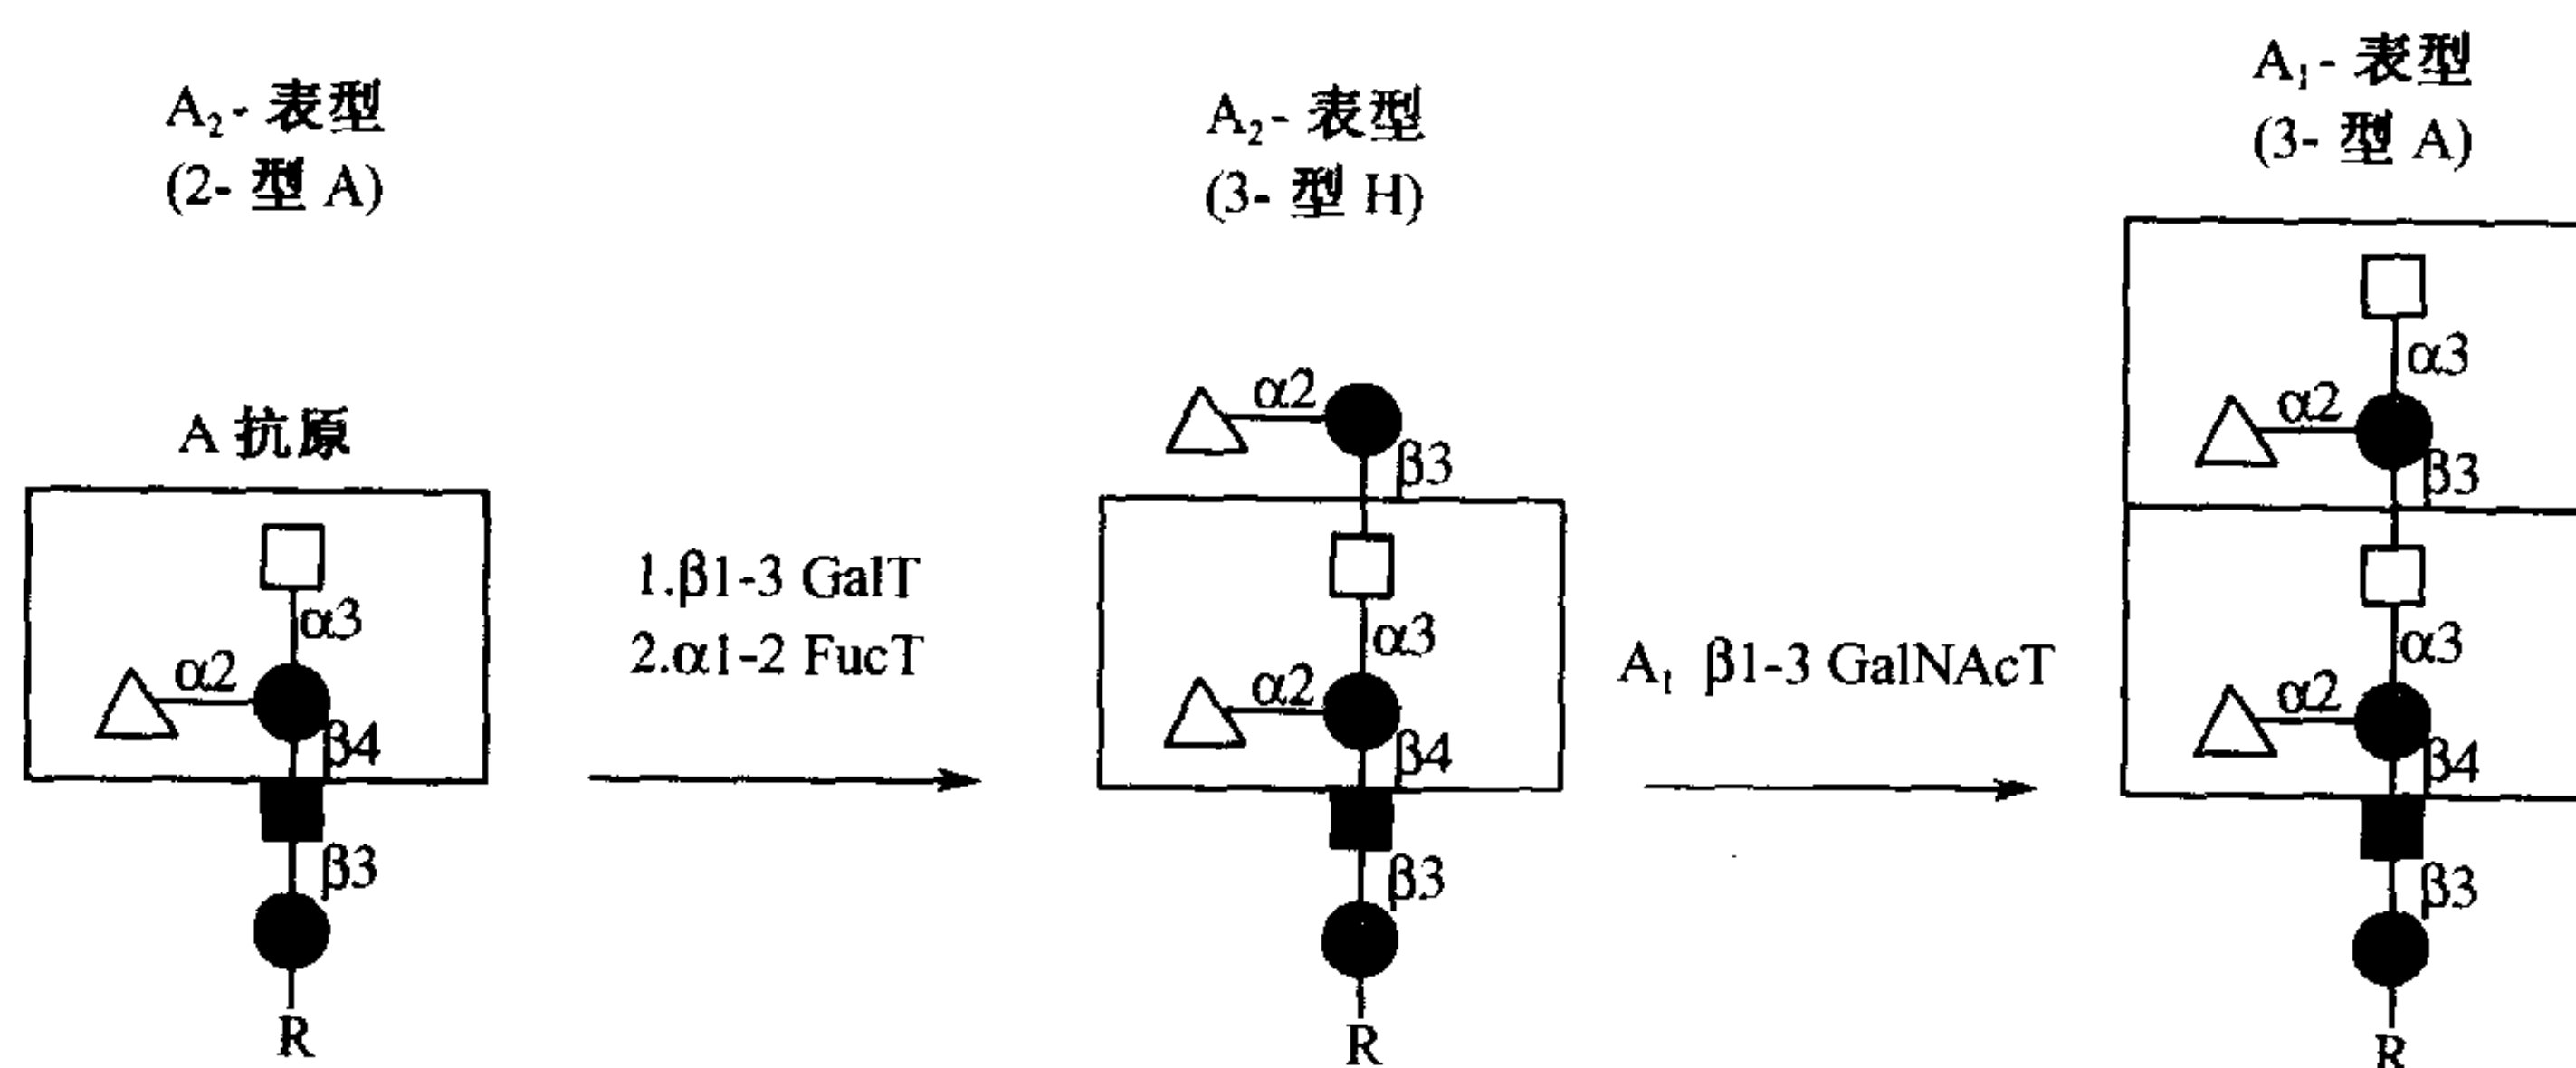 A₂- 表型
(2- 型 A)
A 抗原
α3
α2
β4
β3
R
1.β1-3 GalT
2.α1-2 FucT
A₂- 表型
(3- 型 H)
α2
β3
α3
α2
β4
β3
R
A₁ β1-3 GalNAcT
A₁- 表型
(3- 型 A)
α3
α2
β3
α3
α2
β4
β3
R